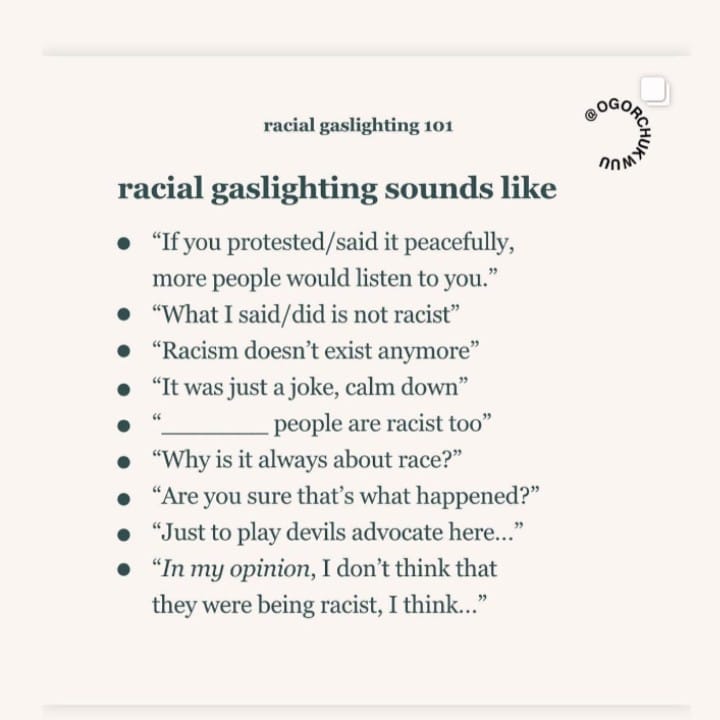 @OGORCHUKWUU
racial gaslighting 101
racial gaslighting sounds like
• “If you protested/said it peacefully,
more people would listen to you.”
• “What I said/did is not racist”
• “Racism doesn’t exist anymore”
• “It was just a joke, calm down”
• “________ people are racist too”
• “Why is it always about race?”
• “Are you sure that’s what happened?”
• “Just to play devils advocate here...”
• “In my opinion, I don’t think that
they were being racist, I think...”